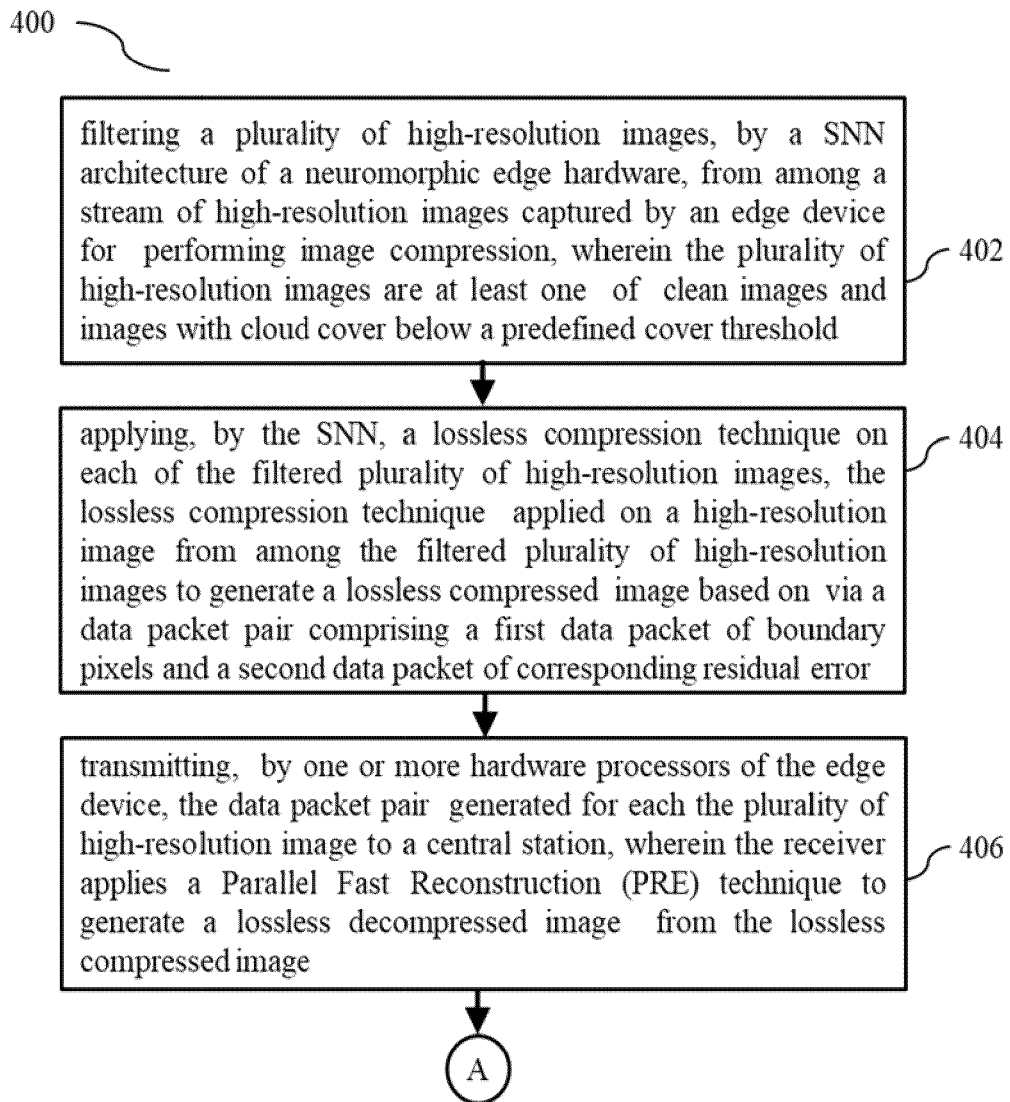 400
filtering a plurality of high-resolution images, by a SNN
architecture of a neuromorphic edge hardware, from among a
stream of high-resolution images captured by an edge device
for performing image compression, wherein the plurality of
high-resolution images are at least one of clean images and
images with cloud cover below a predefined cover threshold
402
applying, by the SNN, a lossless compression technique on
each of the filtered plurality of high-resolution images, the
lossless compression technique applied on a high-resolution
image from among the filtered plurality of high-resolution
images to generate a lossless compressed image based on via a
data packet pair comprising a first data packet of boundary
pixels and a second data packet of corresponding residual error
404
transmitting, by one or more hardware processors of the edge
device, the data packet pair generated for each the plurality of
high-resolution image to a central station, wherein the receiver
applies a Parallel Fast Reconstruction (PRE) technique to
generate a lossless decompressed image from the lossless
compressed image
406
A